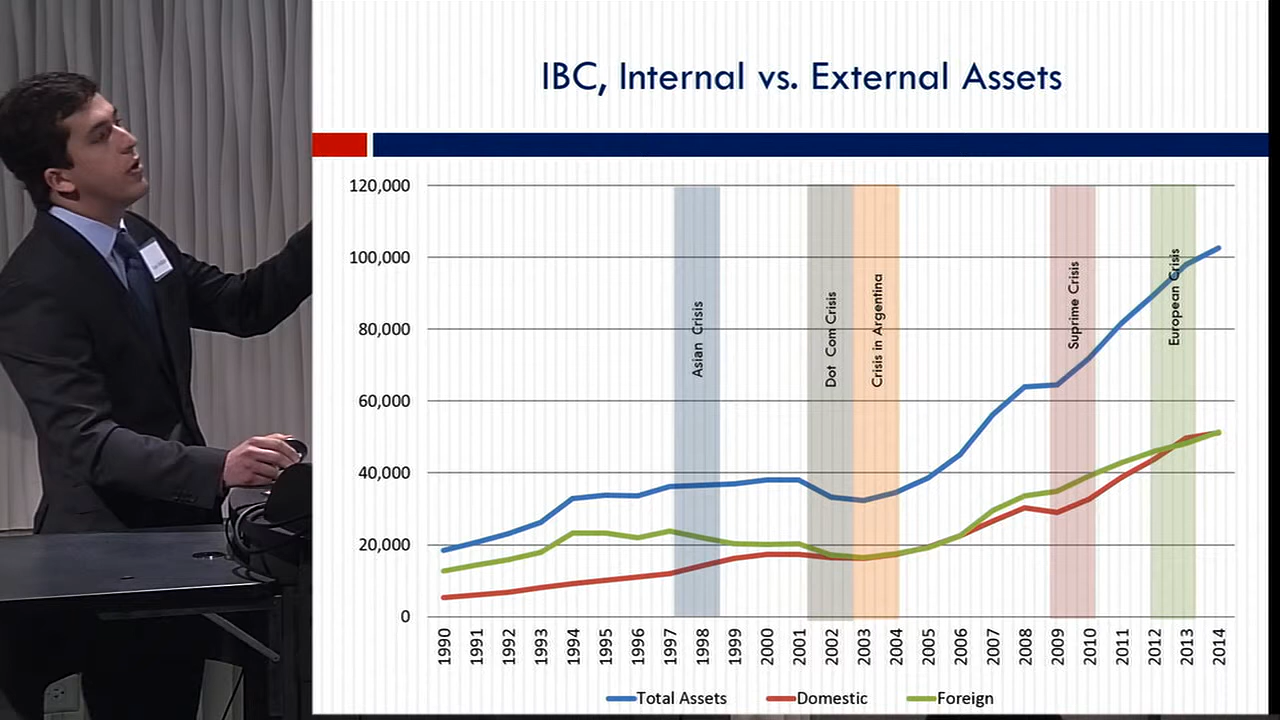 IBC, Internal vs. External Assets
120,000
100,000
80,000
60,000
40,000
20,000
0
Asian Crisis
Dot Com Crisis
Crisis in Argentina
Suprime Crisis
European Crisis
1990 1991 1992 1993 1994 1995 1996 1997 1998 1999 2000 2001 2002 2003 2004 2005 2006 2007 2008 2009 2010 2011 2012 2013 2014
Total Assets Domestic Foreign